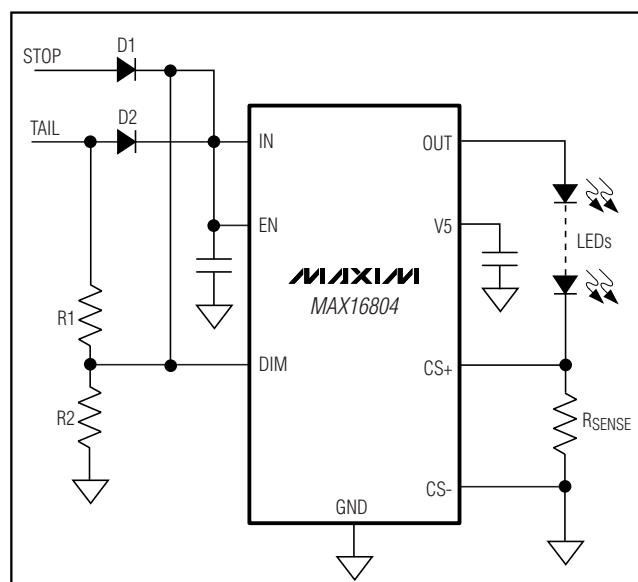 STOP
D1
TAIL
D2
IN
OUT
EN
V5
LEDs
MAXIM
MAX16804
R1
DIM
CS+
R2
RSENSE
CS-
GND